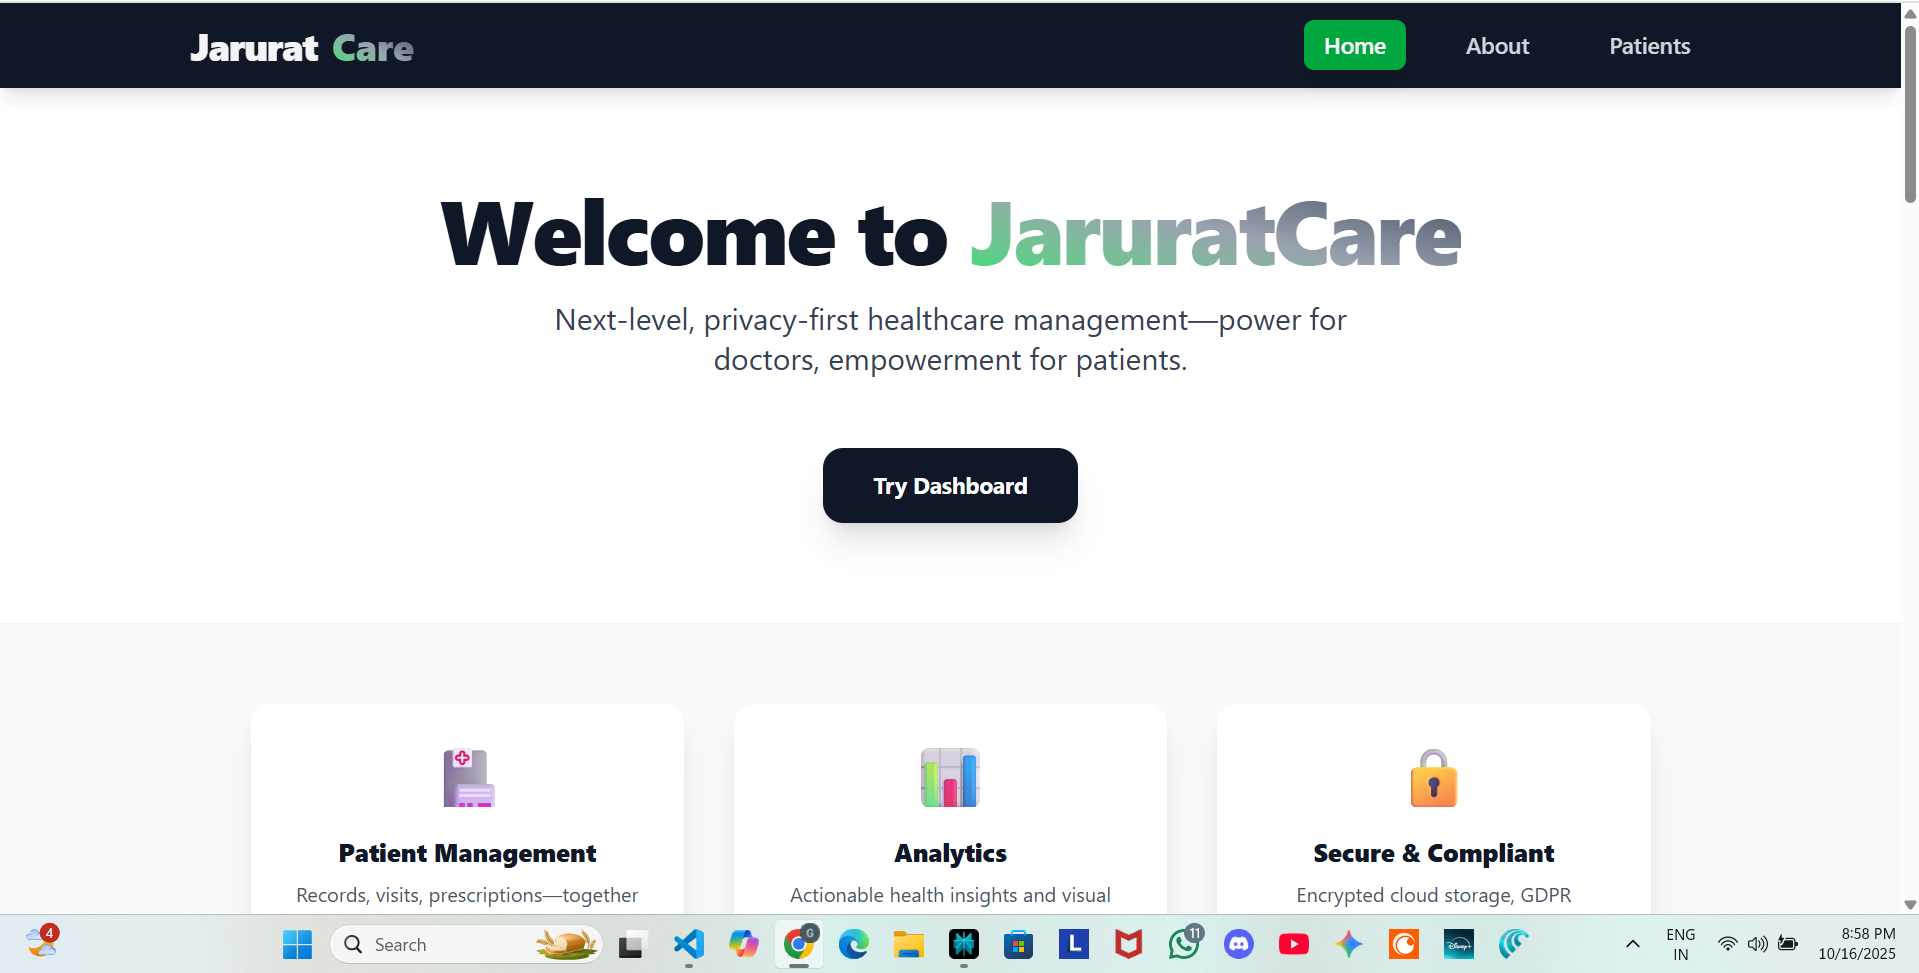 Jarurat Care
Home
About
Patients
Welcome to JaruratCare
Next-level, privacy-first healthcare management—power for
doctors, empowerment for patients.
Try Dashboard
Patient Management
Records, visits, prescriptions—together
Analytics
Actionable health insights and visual
Secure & Compliant
Encrypted cloud storage, GDPR
4
Search
G
L
Disney+
11
ENG
IN
8:58 PM
10/16/2025